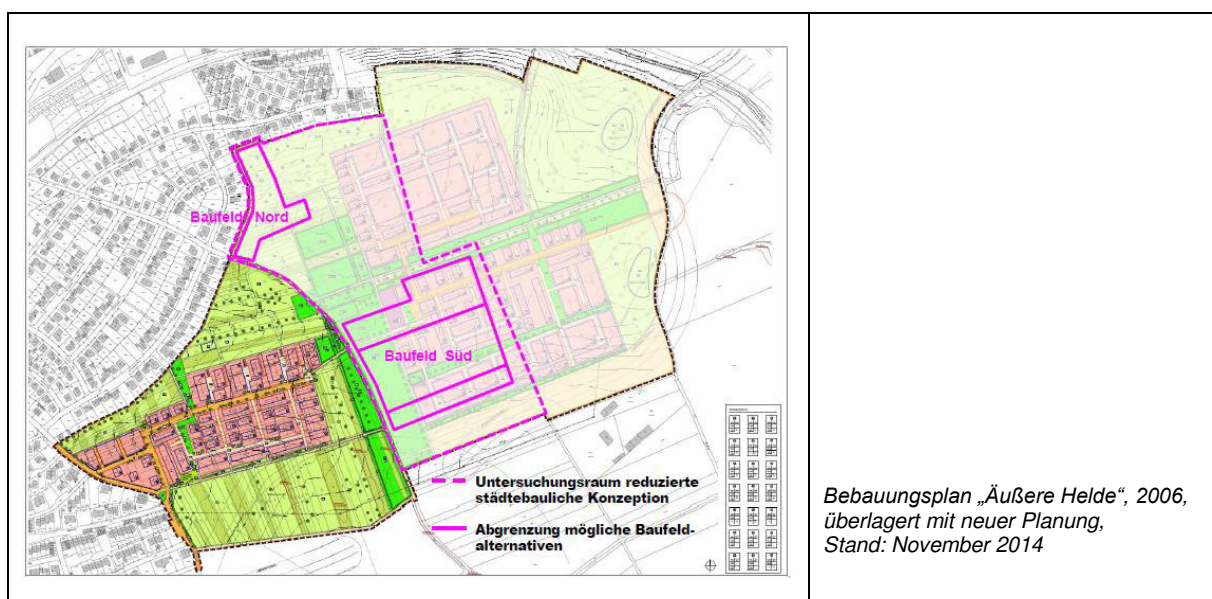 Baufeld Nord
Baufeld Süd
Untersuchungsraum reduzierte
städtebauliche Konzeption
Abgrenzung mögliche Baufeld-
alternativen
Bebauungsplan „Äußere Helde“, 2006,
überlagert mit neuer Planung,
Stand: November 2014